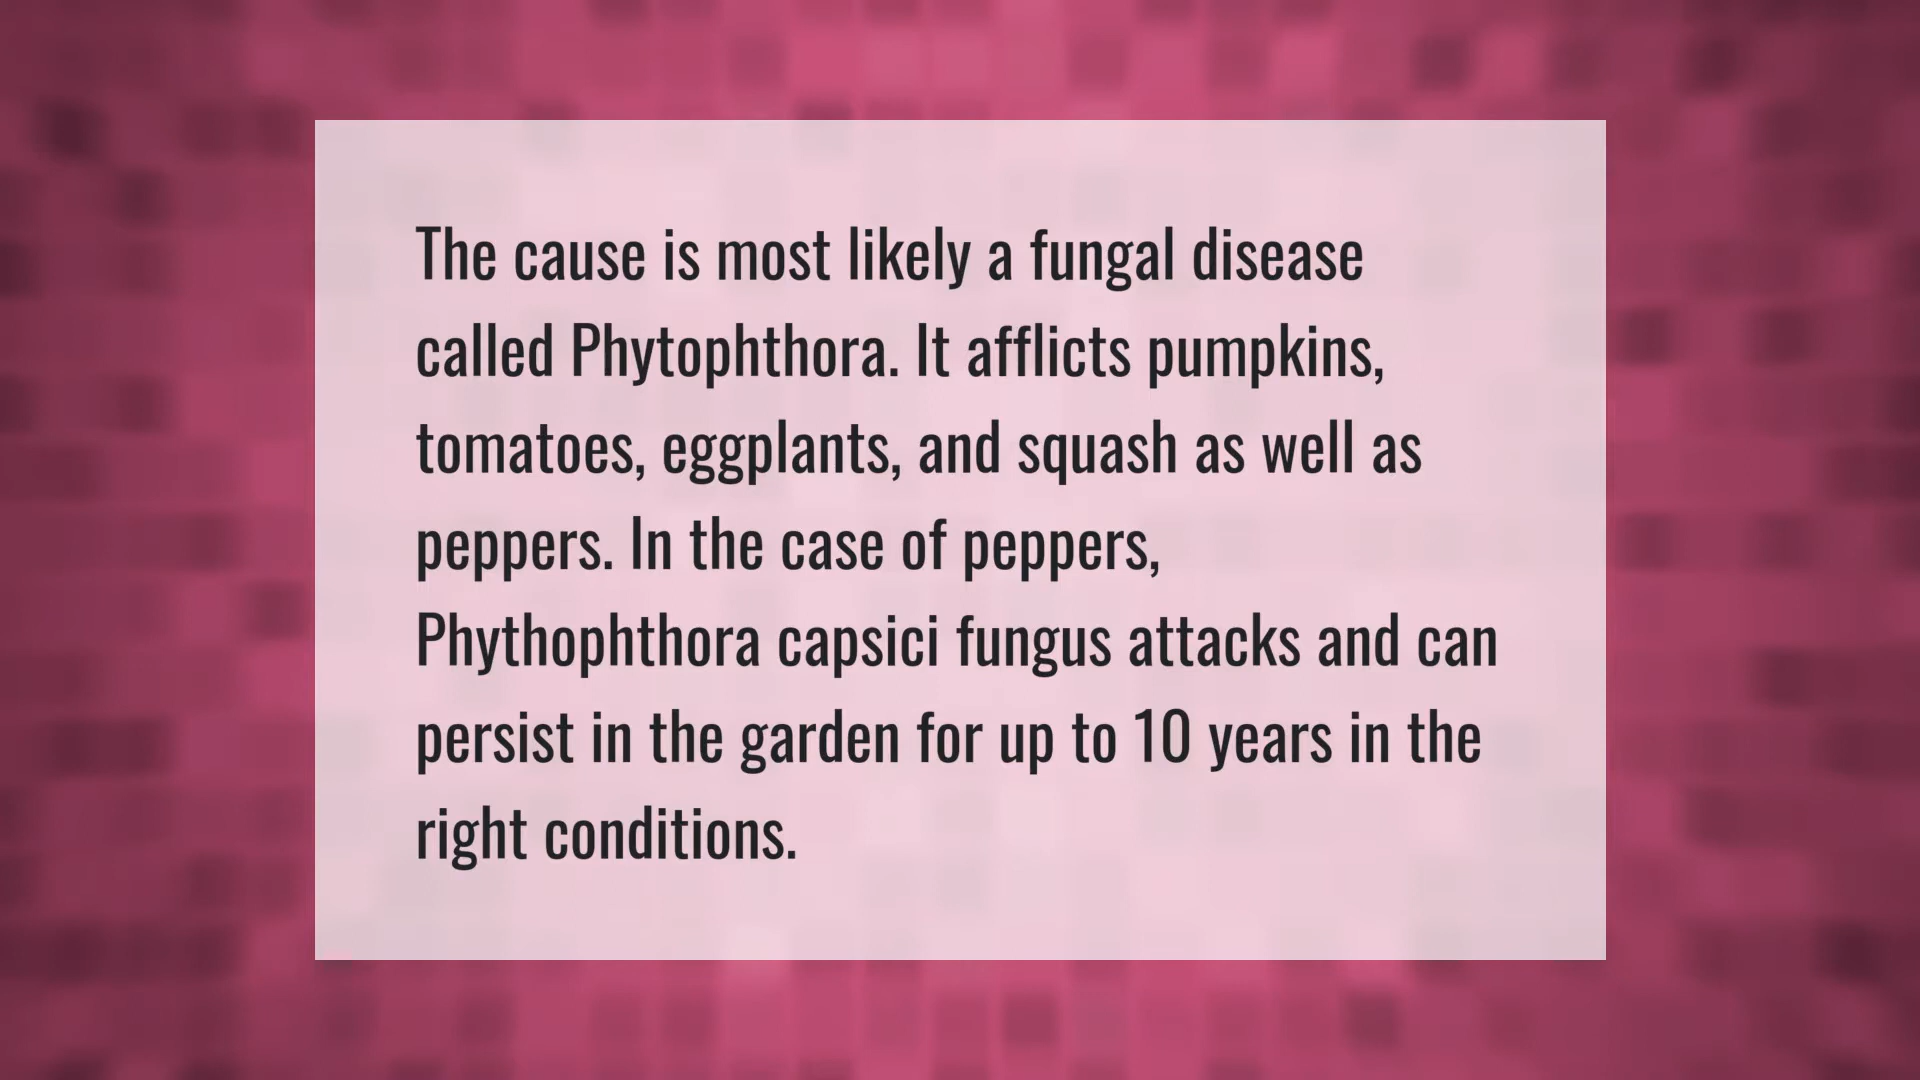 The cause is most likely a fungal disease
called Phytophthora. It afflicts pumpkins,
tomatoes, eggplants, and squash as well as
peppers. In the case of peppers,
Phythophthora capsici fungus attacks and can
persist in the garden for up to 10 years in the
right conditions.